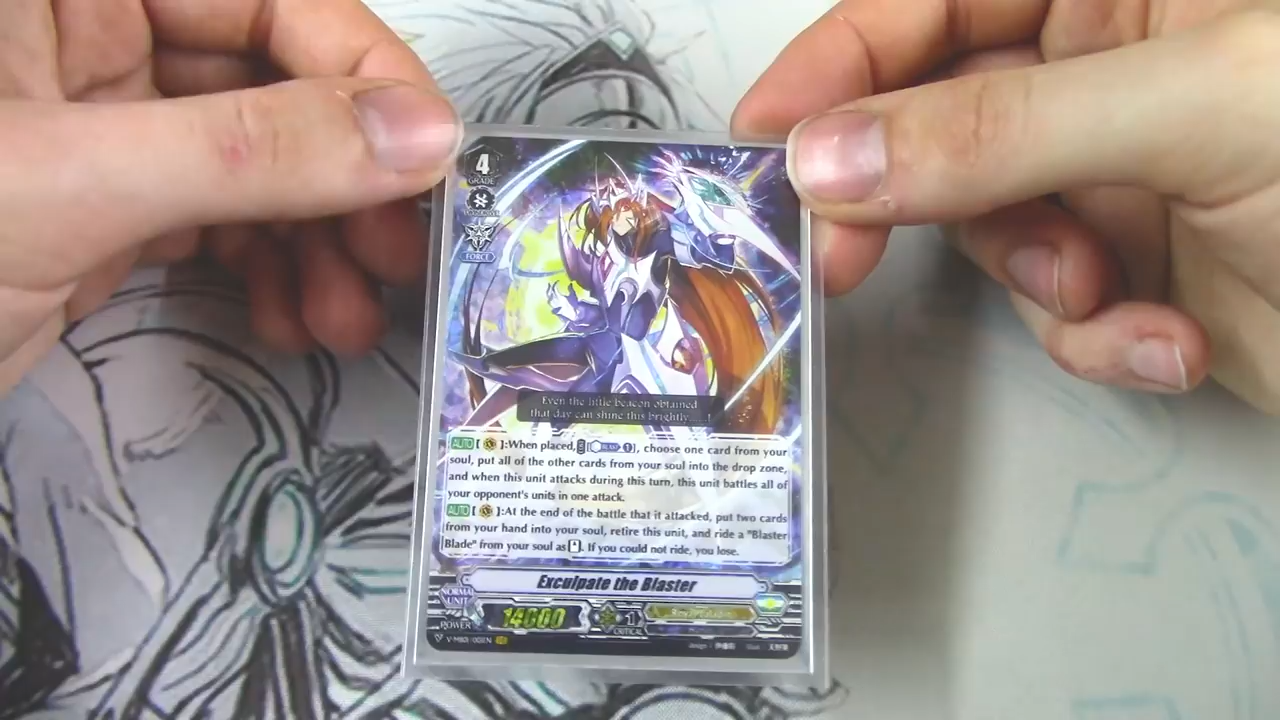 4
GRADE
FORCE
Even the little beacon obtained
that day can shine this brightly......!
AUTO [ ]:When placed, [ BLAST 1], choose one card from your
soul, put all of the other cards from your soul into the drop zone,
and when this unit attacks during this turn, this unit battles all of
your opponent's units in one attack.
AUTO [ ]:At the end of the battle that it attacked, put two cards
from your hand into your soul, retire this unit, and ride a "Blaster
Blade" from your soul as [ ]. If you could not ride, you lose.
Exculpate the Blaster
NORMAL
UNIT
POWER 14000 1
CRITICAL